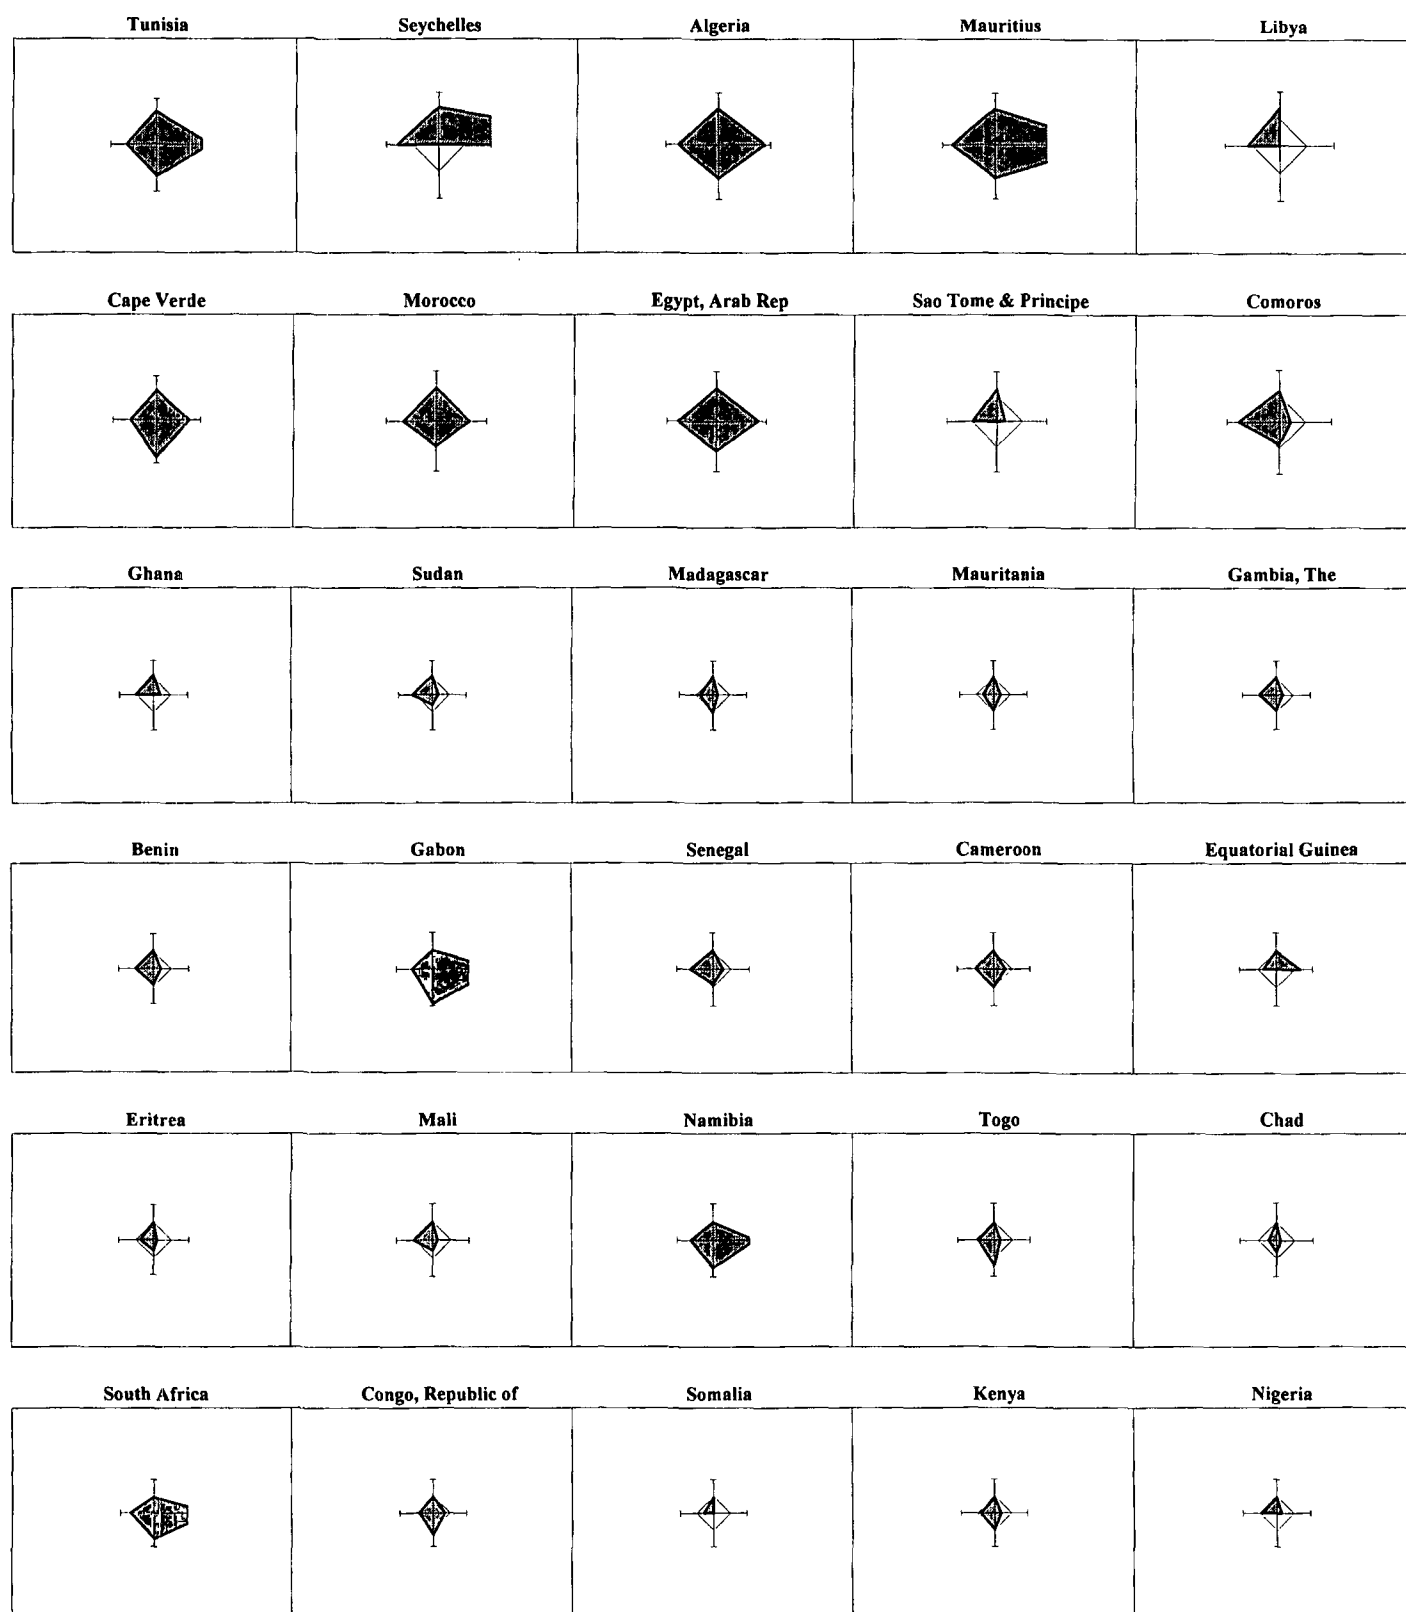 Tunisia Seychelles Algeria Mauritius Libya
Cape Verde Morocco Egypt, Arab Rep Sao Tome & Principe Comoros
Ghana Sudan Madagascar Mauritania Gambia, The
Benin Gabon Senegal Cameroon Equatorial Guinea
Eritrea Mali Namibia Togo Chad
South Africa Congo, Republic of Somalia Kenya Nigeria